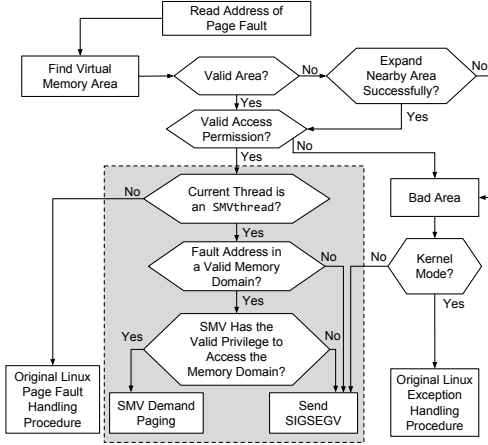 Read Address of
Page Fault
Find Virtual
Memory Area
Valid Area?
No
Expand
Nearby Area
Successfully?
No
Yes
Yes
Valid Access
Permission?
No
Yes
No
Current Thread is
an SMVthread?
Bad Area
Yes
Fault Address in
a Valid Memory
Domain?
No
No
Kernel
Mode?
Yes
Yes
Yes
SMV Has the
Valid Privilege to
Access the
Memory Domain?
No
Original Linux
Page Fault
Handling
Procedure
SMV Demand
Paging
Send
SIGSEGV
Original Linux
Exception
Handling
Procedure